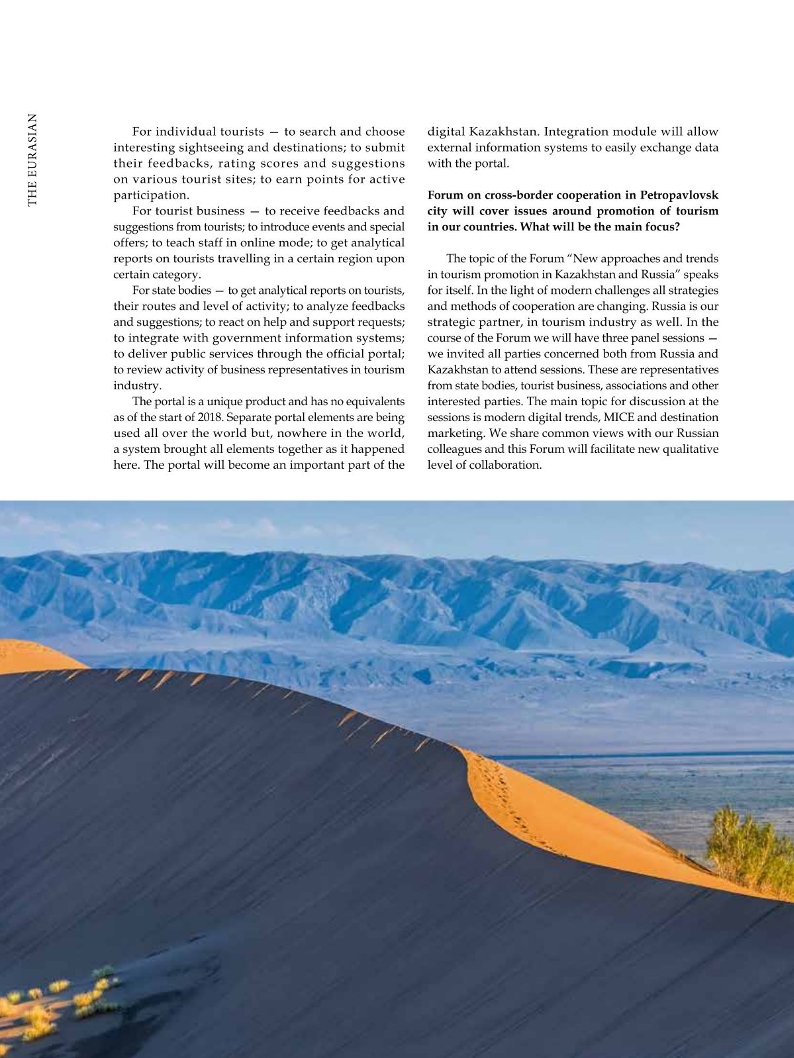 THE EURASIAN
For individual tourists — to search and choose
interesting sightseeing and destinations; to submit
their feedbacks, rating scores and suggestions
on various tourist sites; to earn points for active
participation.
For tourist business — to receive feedbacks and
suggestions from tourists; to introduce events and special
offers; to teach staff in online mode; to get analytical
reports on tourists travelling in a certain region upon
certain category.
For state bodies — to get analytical reports on tourists,
their routes and level of activity; to analyze feedbacks
and suggestions; to react on help and support requests;
to integrate with government information systems;
to deliver public services through the official portal;
to review activity of business representatives in tourism
industry.
The portal is a unique product and has no equivalents
as of the start of 2018. Separate portal elements are being
used all over the world but, nowhere in the world,
a system brought all elements together as it happened
here. The portal will become an important part of the
digital Kazakhstan. Integration module will allow
external information systems to easily exchange data
with the portal.
Forum on cross-border cooperation in Petropavlovsk
city will cover issues around promotion of tourism
in our countries. What will be the main focus?
The topic of the Forum “New approaches and trends
in tourism promotion in Kazakhstan and Russia” speaks
for itself. In the light of modern challenges all strategies
and methods of cooperation are changing. Russia is our
strategic partner, in tourism industry as well. In the
course of the Forum we will have three panel sessions —
we invited all parties concerned both from Russia and
Kazakhstan to attend sessions. These are representatives
from state bodies, tourist business, associations and other
interested parties. The main topic for discussion at the
sessions is modern digital trends, MICE and destination
marketing. We share common views with our Russian
colleagues and this Forum will facilitate new qualitative
level of collaboration.